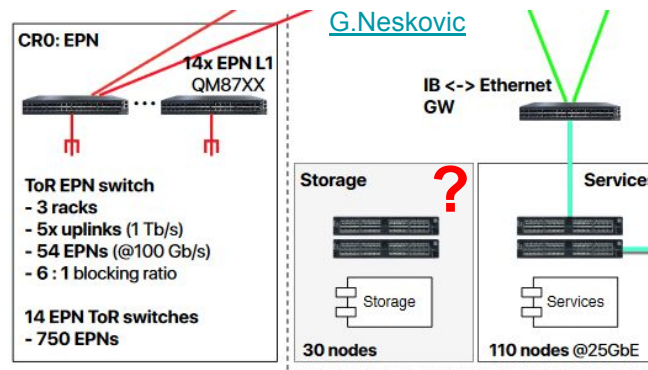 G.Neskovic
CR0: EPN
14x EPN L1
QM87XX
...
ToR EPN switch
- 3 racks
- 5x uplinks (1 Tb/s)
- 54 EPNs (@100 Gb/s)
- 6 : 1 blocking ratio
14 EPN ToR switches
- 750 EPNs
IB <-> Ethernet
GW
Storage
?
Storage
30 nodes
Services
Services
110 nodes @25GbE